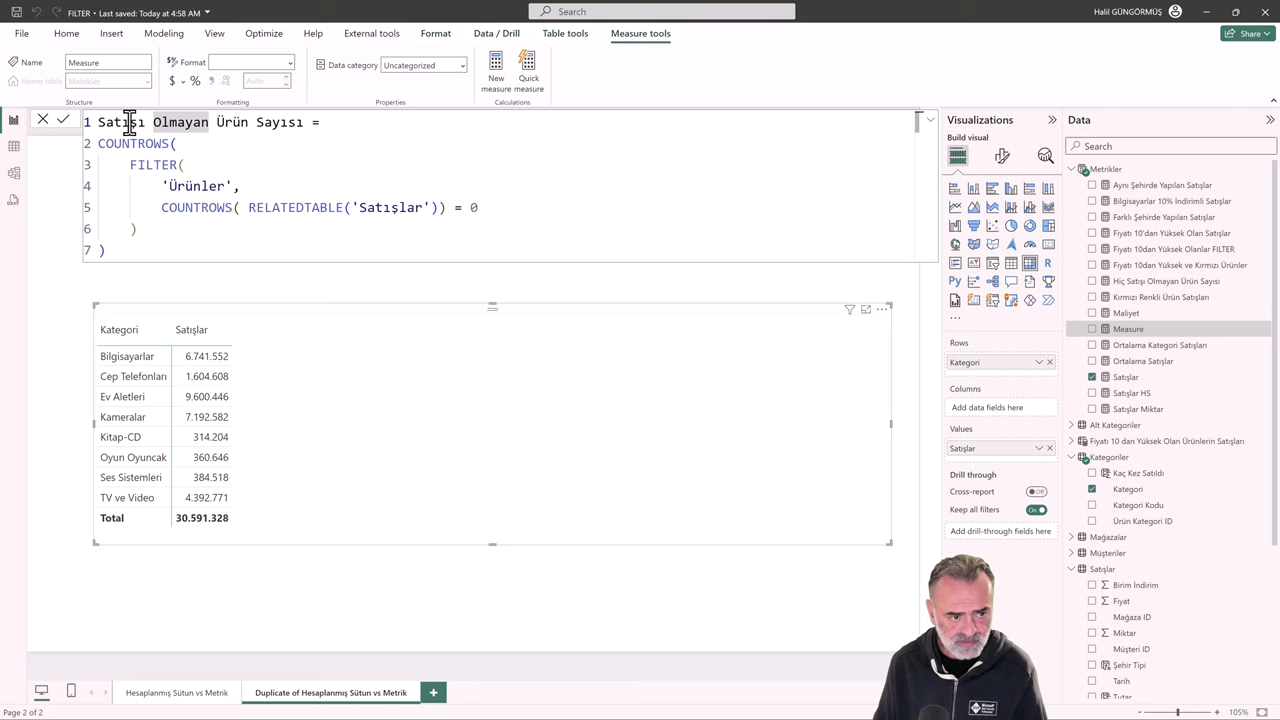 FILTER • Last saved: Today at 4:58 AM
Search
Halil GÜNGÖRMÜŞ
File
Home
Insert
Modeling
View
Optimize
Help
External tools
Format
Data / Drill
Table tools
Measure tools
Share
Name
Measure
Home table
Metrikler
Structure
Format
$ % 9
Auto
Formatting
Data category
Uncategorized
Properties
New measure
Quick measure
Calculations
1 Satışı Olmayan Ürün Sayısı =
2 COUNTROWS(
3 FILTER(
4 'Ürünler',
5 COUNTROWS( RELATEDTABLE('Satışlar')) = 0
6 )
7 )
Kategori Satışlar
Bilgisayarlar 6.741.552
Cep Telefonları 1.604.608
Ev Aletleri 9.600.446
Kameralar 7.192.582
Kitap-CD 314.204
Oyun Oyuncak 360.646
Ses Sistemleri 384.518
TV ve Video 4.392.771
Total 30.591.328
Visualizations
Build visual
R
Py
Rows
Kategori
Columns
Add data fields here
Values
Satışlar
Drill through
Cross-report
Off
Keep all filters
On
Add drill-through fields here
Data
Search
Metrikler
Aynı Şehirde Yapılan Satışlar
Bilgisayarlar 10% İndirimli Satışlar
Farklı Şehirde Yapılan Satışlar
Fiyatı 10'dan Yüksek Olan Satışlar
Fiyatı 10dan Yüksek Olanlar FILTER
Fiyatı 10dan Yüksek ve Kırmızı Ürünler
Hiç Satışı Olmayan Ürün Sayısı
Kırmızı Renkli Ürün Satışları
Maliyet
Measure
Ortalama Kategori Satışları
Ortalama Satışlar
Satışlar
Satışlar HS
Satışlar Miktar
Alt Kategoriler
Fiyatı 10 dan Yüksek Olan Ürünlerin Satışları
Kategoriler
Kaç Kez Satıldı
Kategori
Kategori Kodu
Ürün Kategori ID
Mağazalar
Müşteriler
Satışlar
Birim İndirim
Fiyat
Mağaza ID
Miktar
Müşteri ID
Şehir Tipi
Tarih
Tutar
Hesaplanmış Sütun vs Metrik
Duplicate of Hesaplanmış Sütun vs Metrik
Page 2 of 2
105%